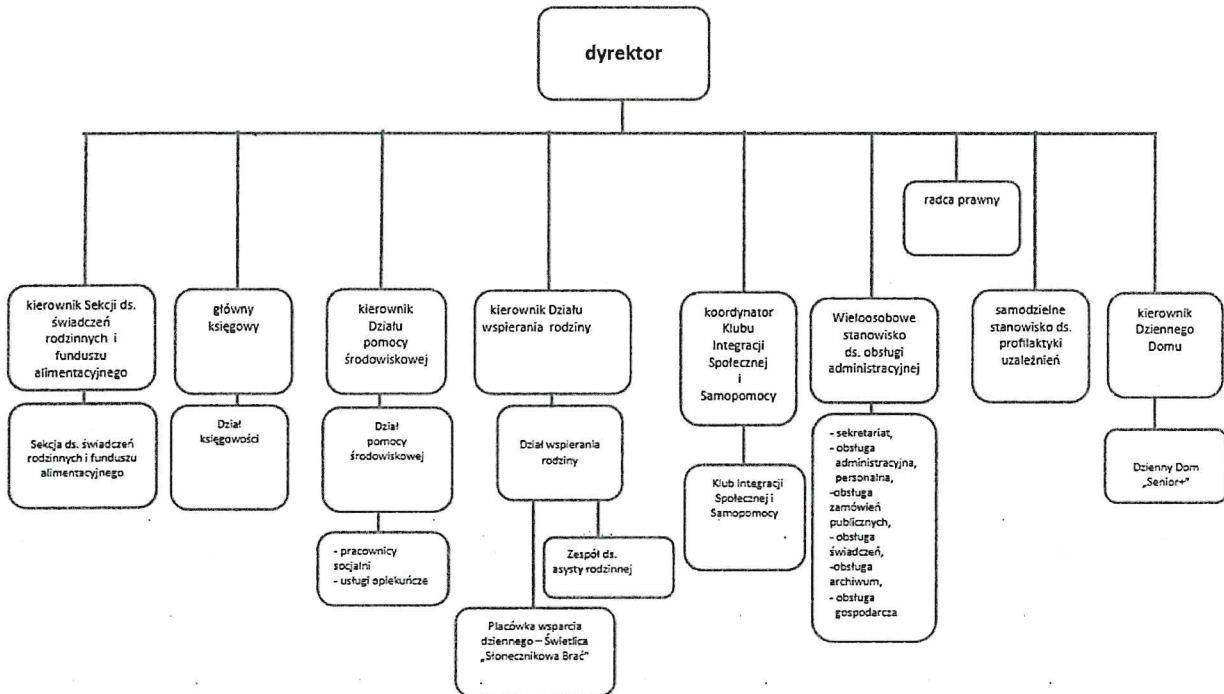 dyrektor
radca prawny
kierownik Sekcji ds.
świadczeń
rodzinnych i
funduszu
alimentacyjnego
główny
księgowy
kierownik
Działu
pomocy
środowiskowej
kierownik Działu
wspierania rodziny
koordynator
Klubu
Integracji
Społecznej
i
Samopomocy
Wieloosobowe
stanowisko
ds. obsługi
administracyjnej
samodzielne
stanowisko ds.
profilaktyki
uzależnień
kierownik
Dziennego
Domu
Sekcja ds. świadczeń
rodzinnych i funduszu
alimentacyjnego
Dział
księgowości
Dział
pomocy
środowiskowej
Dział wspierania
rodziny
Klub Integracji
Społecznej i
Samopomocy
- sekretariat,
- obsługa
administracyjna,
personalna,
-obsługa
zamówień
publicznych,
- obsługa
świadczeń,
-obsługa
archiwum,
- obsługa
gospodarcza
Dzienny Dom
„Senior+"
- pracownicy
socjalni
- usługi opiekuńcze
Zespół ds.
asysty rodzinnej
Placówka wsparcia
dziennego – Świetlica
„Słonecznikowa Brać"